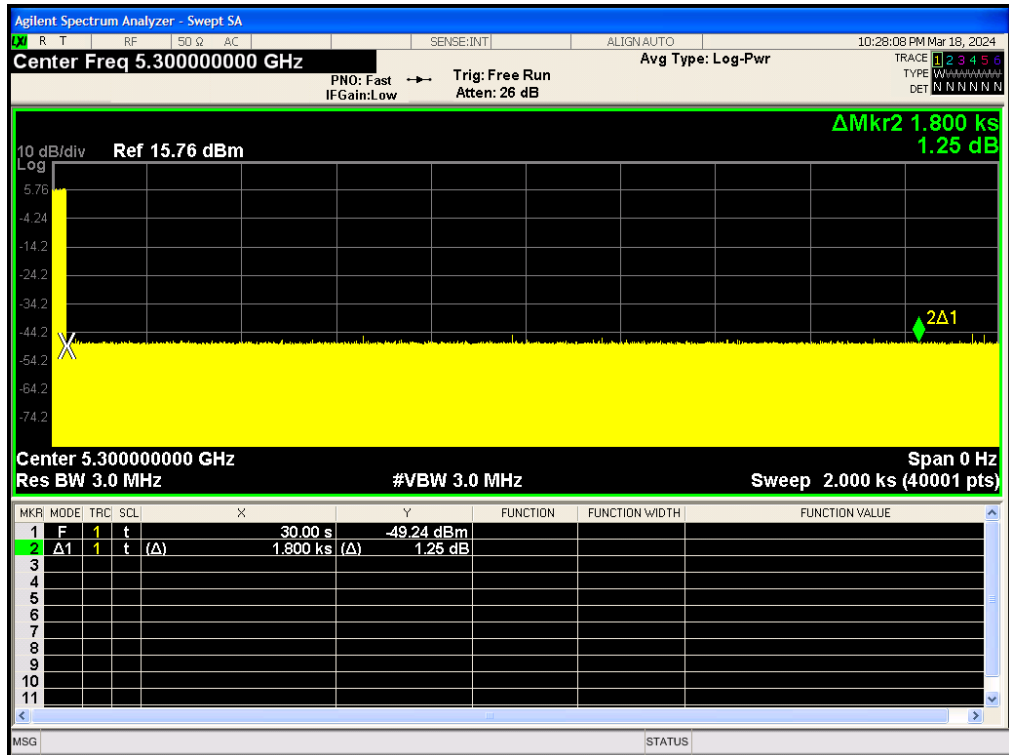 Agilent Spectrum Analyzer - Swept SA
LXI R T RF 50 Ω AC SENSE:INT ALIGN AUTO 10:28:08 PM Mar 18, 2024
Center Freq 5.300000000 GHz
Avg Type: Log-Pwr
TRACE 1 2 3 4 5 6
PNO: Fast Trig: Free Run
TYPE W
IFGain:Low Atten: 26 dB
DET N N N N N N
ΔMkr2 1.800 ks
1.25 dB
10 dB/div Ref 15.76 dBm
Log
5.76
-4.24
-14.2
-24.2
-34.2
2Δ1
-44.2
X
-54.2
-64.2
-74.2
Center 5.300000000 GHz Span 0 Hz
Res BW 3.0 MHz #VBW 3.0 MHz Sweep 2.000 ks (40001 pts)
MKR MODE TRC SCL X Y FUNCTION FUNCTION WIDTH FUNCTION VALUE
1 F 1 t 30.00 s -49.24 dBm
2 Δ1 1 t (Δ) 1.800 ks (Δ) 1.25 dB
3
4
5
6
7
8
9
10
11
MSG STATUS